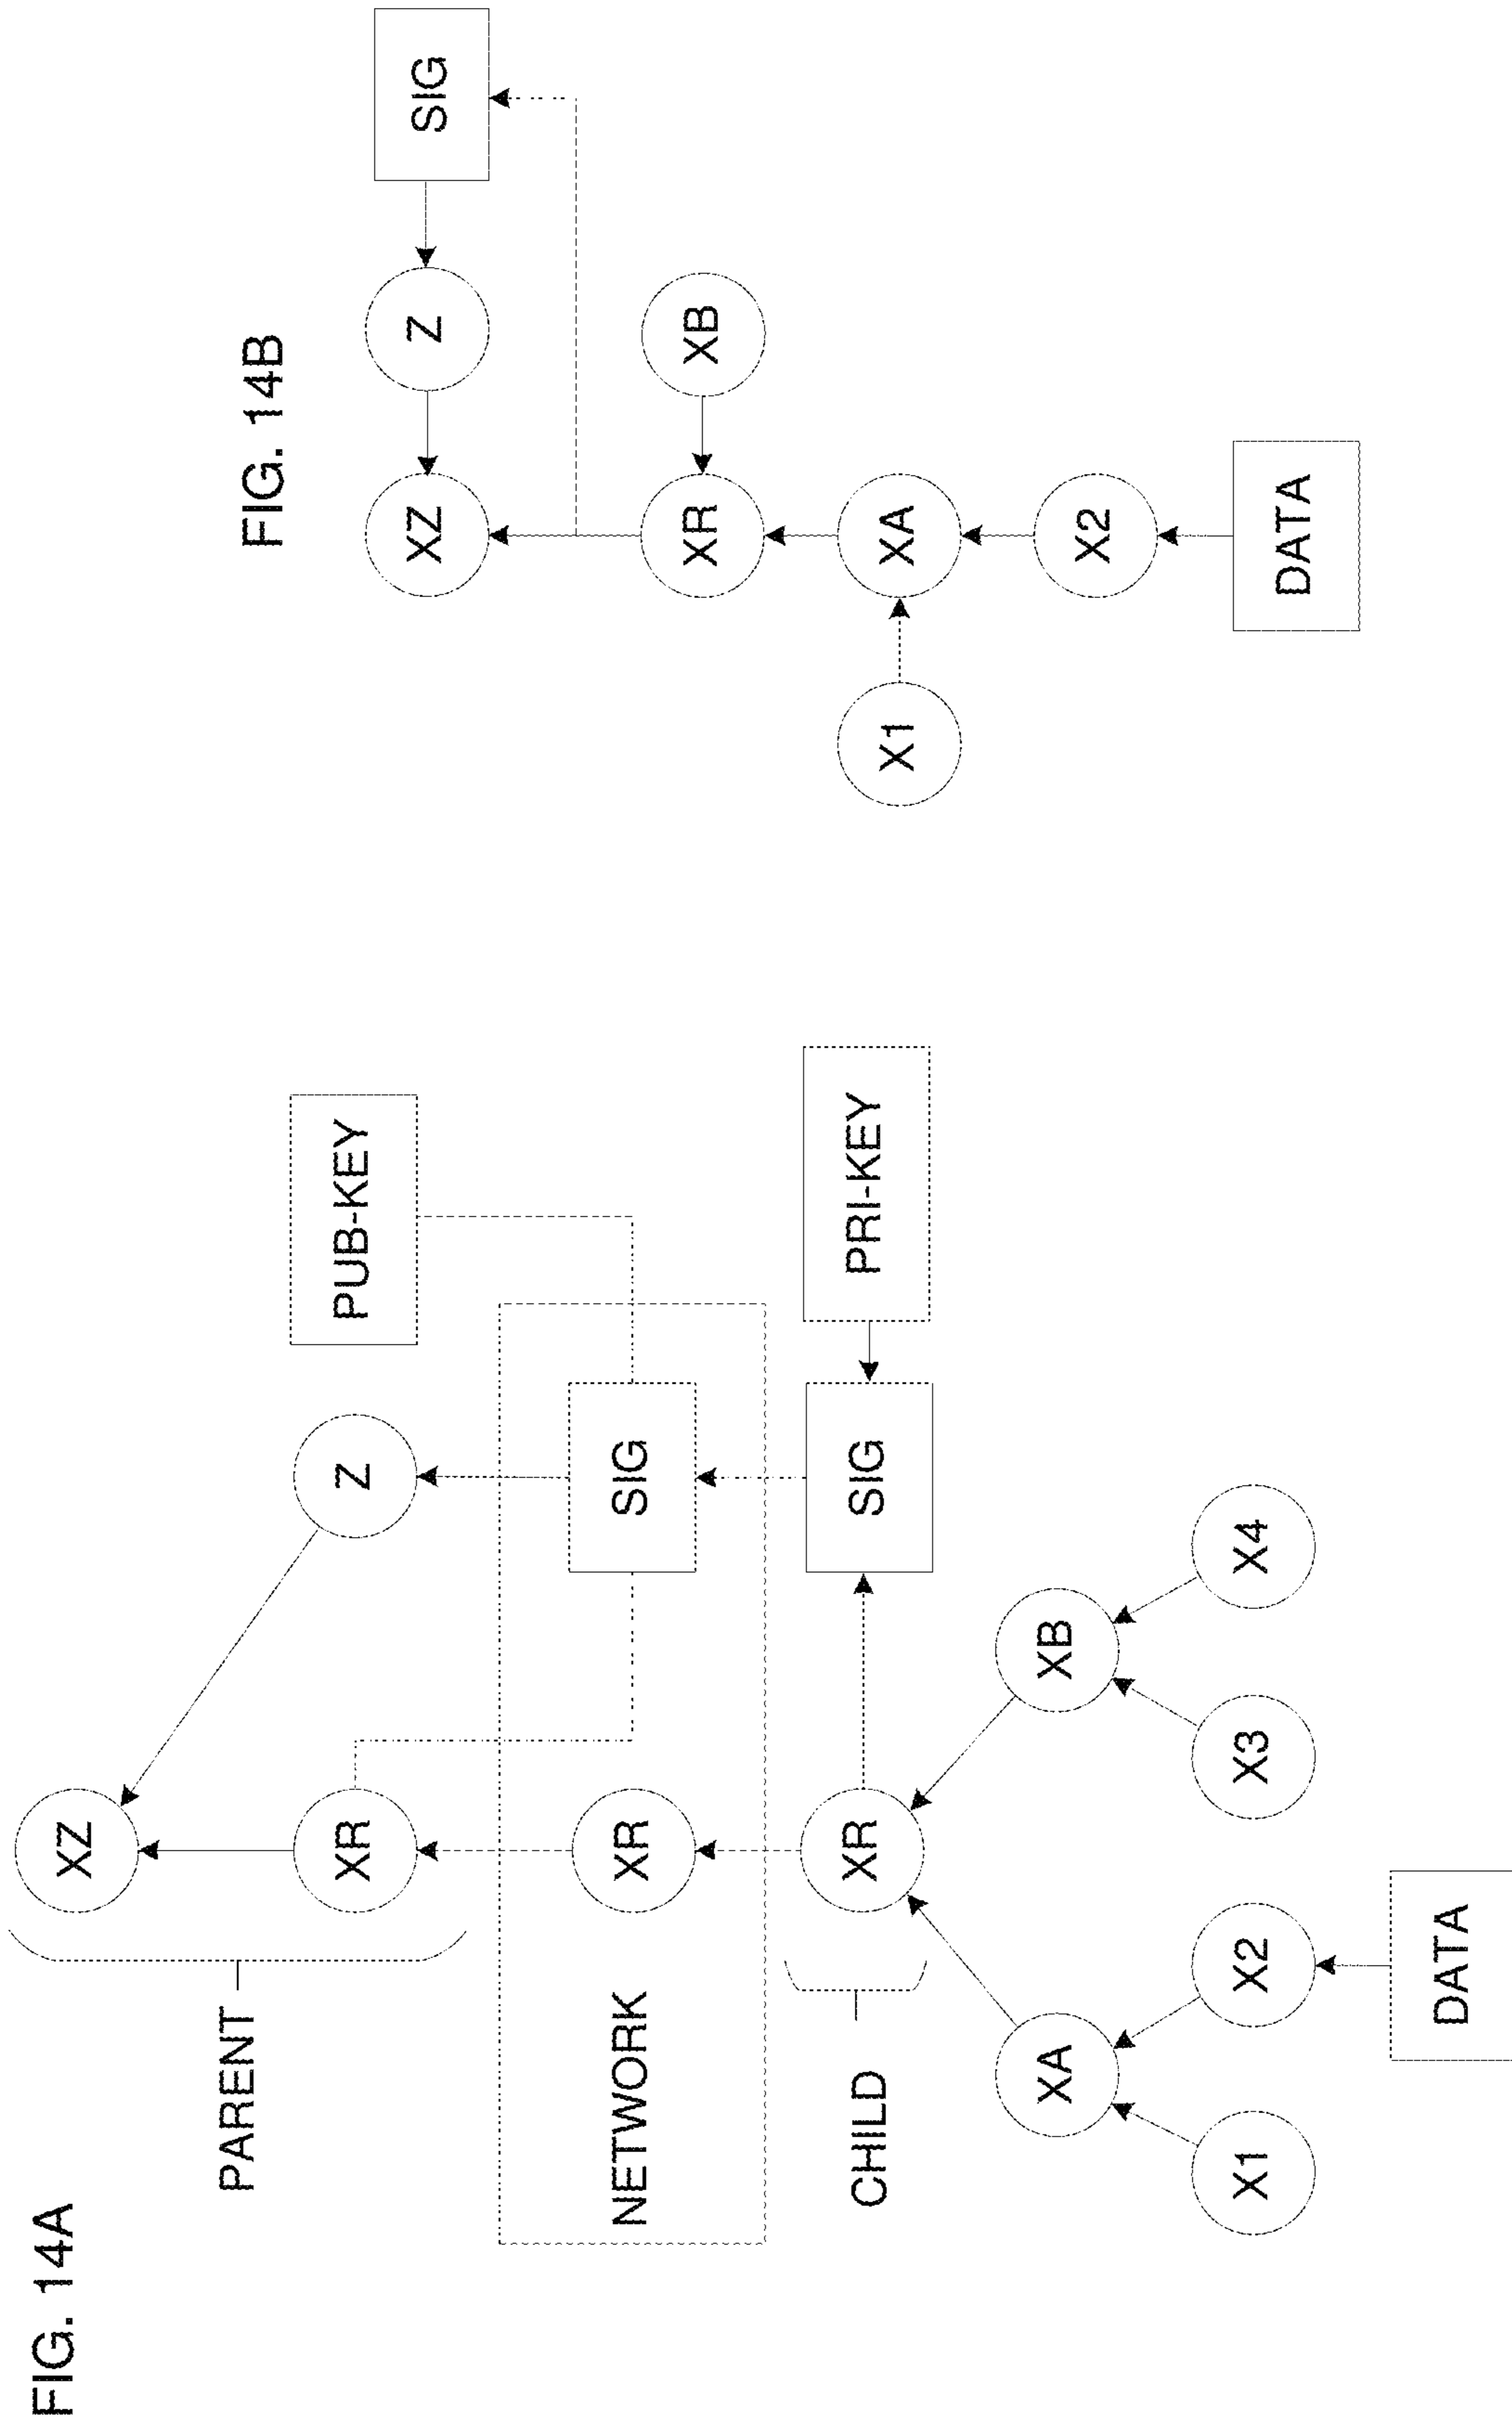 FIG. 14A
PARENT
XZ
XR
Z
PUB-KEY
NETWORK
XR
SIG
CHILD
XR
SIG
PRI-KEY
XA
XB
X1
X2
X3
X4
DATA
FIG. 14B
XZ
Z
SIG
XR
XB
X1
XA
X2
DATA